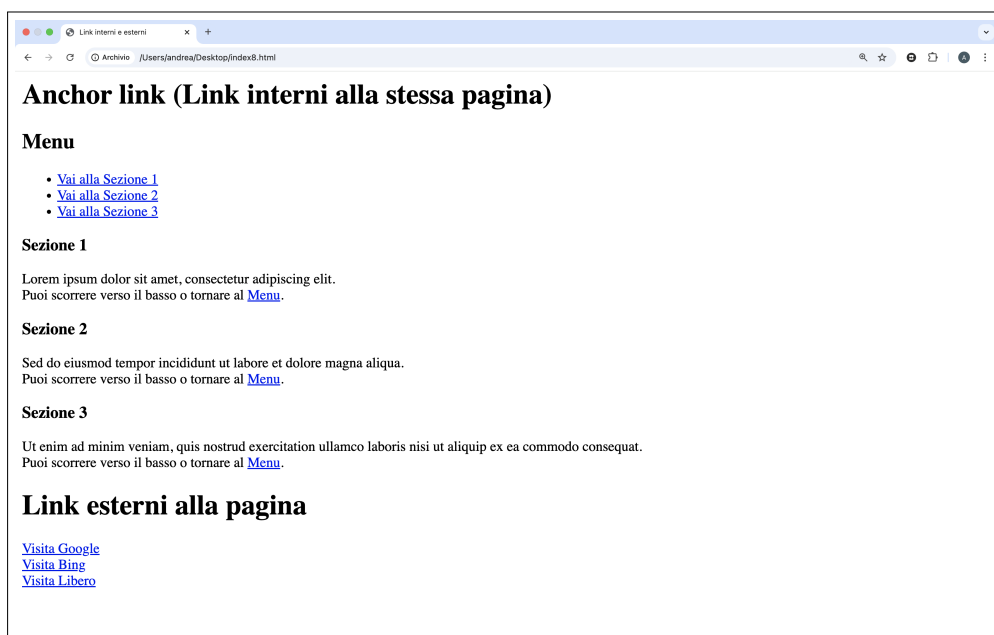 Link interni e esterni
Archivio /Users/andrea/Desktop/index8.html
A
Anchor link (Link interni alla stessa pagina)
Menu
• Vai alla Sezione 1
• Vai alla Sezione 2
• Vai alla Sezione 3
Sezione 1
Lorem ipsum dolor sit amet, consectetur adipiscing elit.
Puoi scorrere verso il basso o tornare al Menu.
Sezione 2
Sed do eiusmod tempor incididunt ut labore et dolore magna aliqua.
Puoi scorrere verso il basso o tornare al Menu.
Sezione 3
Ut enim ad minim veniam, quis nostrud exercitation ullamco laboris nisi ut aliquip ex ea commodo consequat.
Puoi scorrere verso il basso o tornare al Menu.
Link esterni alla pagina
Visita Google
Visita Bing
Visita Libero